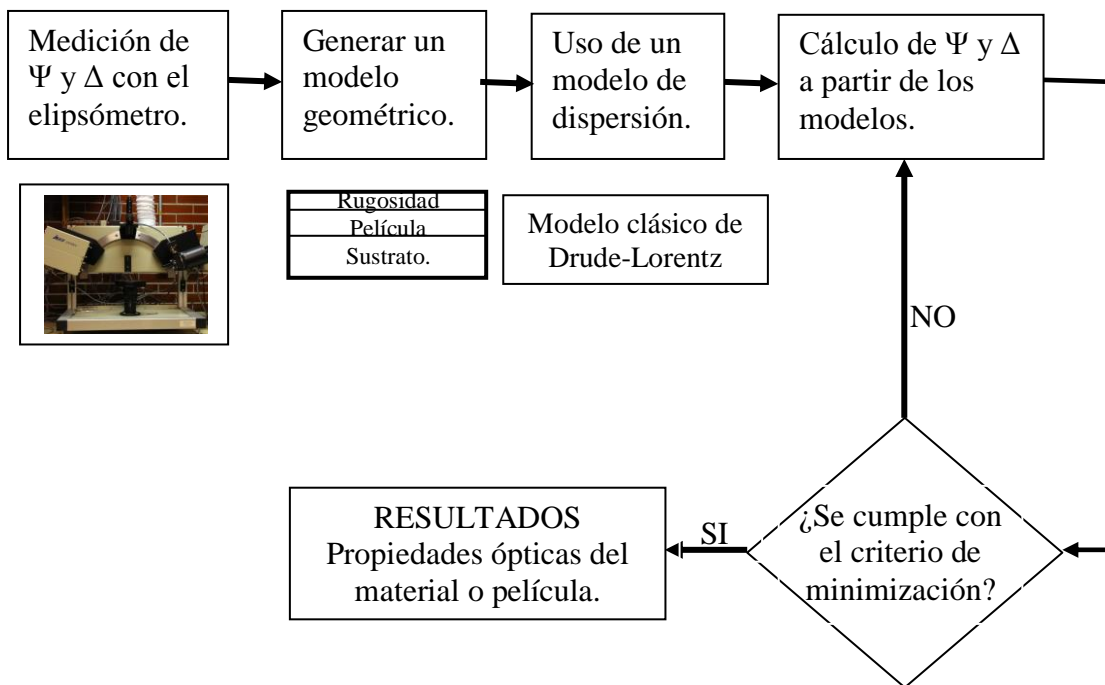 Medición de
Ψ y Δ con el
elipsómetro.
Generar un
modelo
geométrico.
Uso de un
modelo de
dispersión.
Cálculo de Ψ y Δ
a partir de los
modelos.
Rugosidad
Película
Sustrato.
Modelo clásico de
Drude-Lorentz
NO
¿Se cumple con
el criterio de
minimización?
SI
RESULTADOS
Propiedades ópticas del
material o película.